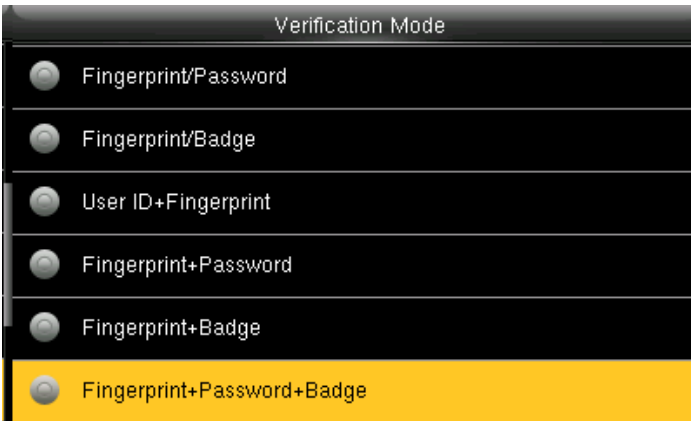 Verification Mode
Fingerprint/Password
Fingerprint/Badge
User ID+Fingerprint
Fingerprint+Password
Fingerprint+Badge
Fingerprint+Password+Badge